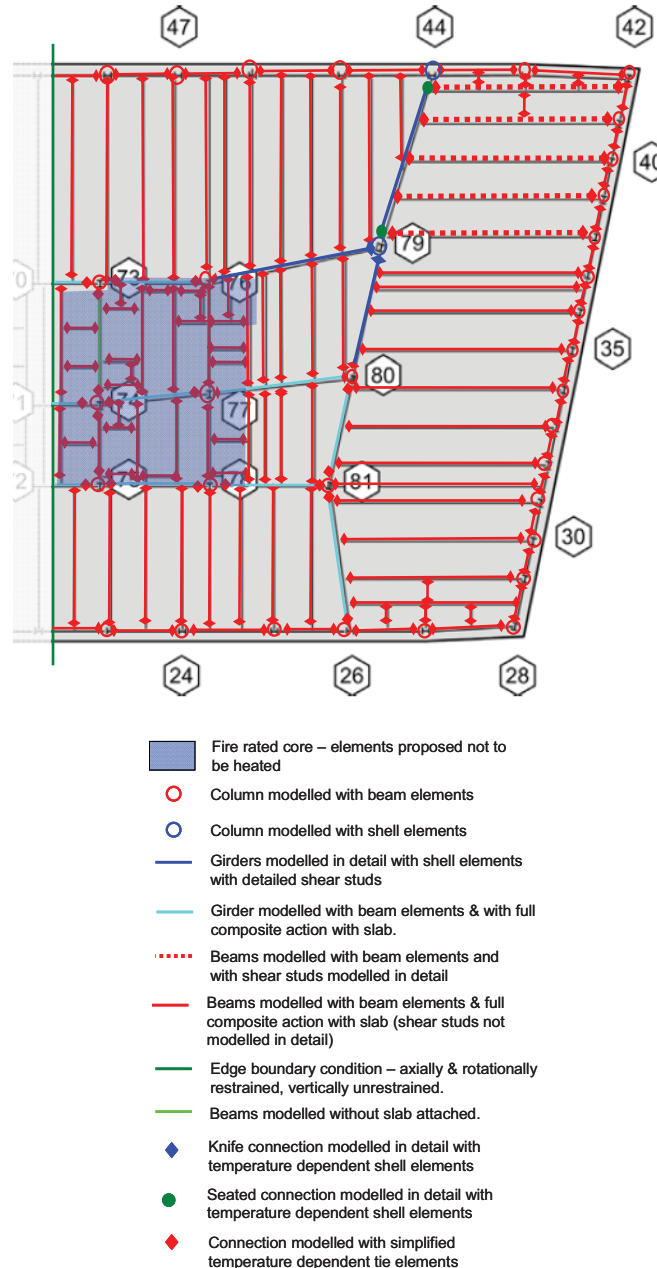 47
44
42
40
79
73
76
70
35
80
71
74
77
72
81
30
24
26
28
Fire rated core – elements proposed not to
be heated
Column modelled with beam elements
Column modelled with shell elements
Girders modelled in detail with shell elements
with detailed shear studs
Girder modelled with beam elements & with full
composite action with slab.
Beams modelled with beam elements and
with shear studs modelled in detail
Beams modelled with beam elements & full
composite action with slab (shear studs not
modelled in detail)
Edge boundary condition – axially & rotationally
restrained, vertically unrestrained.
Beams modelled without slab attached.
Knife connection modelled in detail with
temperature dependent shell elements
Seated connection modelled in detail with
temperature dependent shell elements
Connection modelled with simplified
temperature dependent tie elements